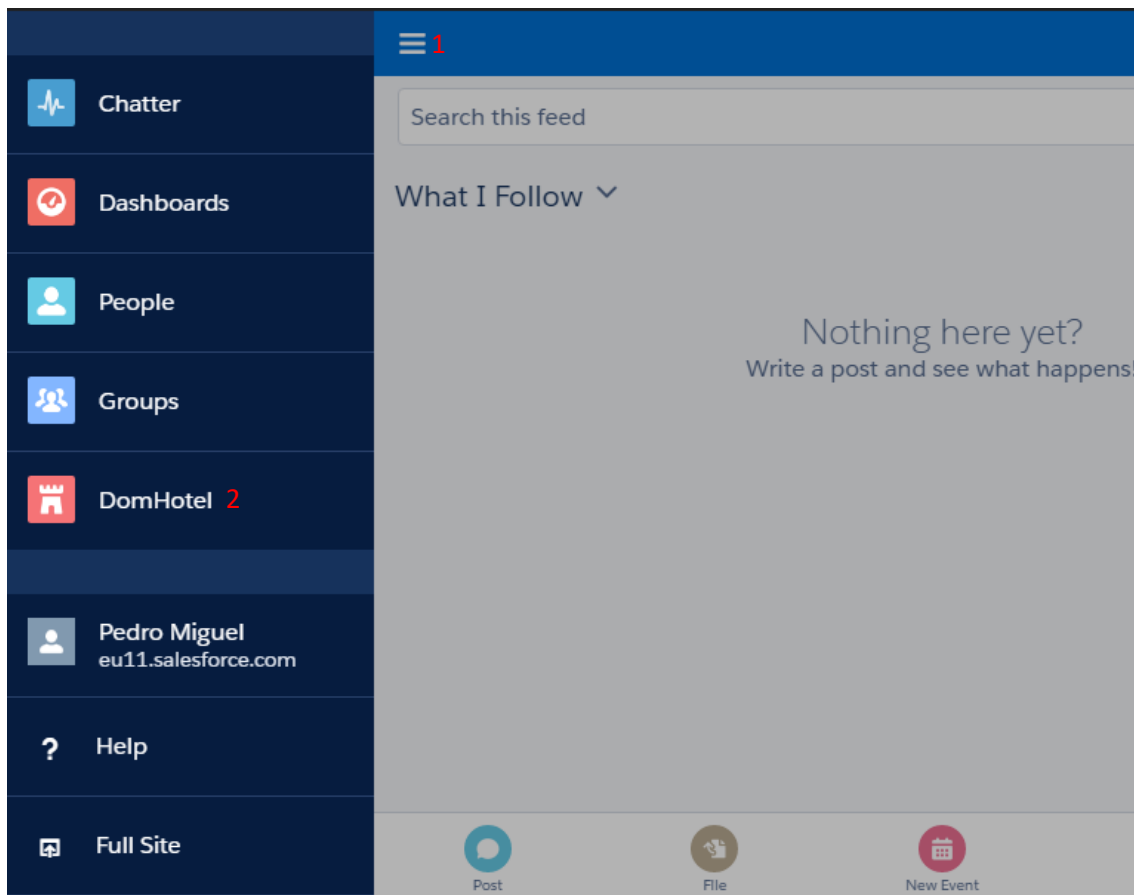 Chatter
Dashboards
People
Groups
DomHotel 2
Pedro Miguel
eu11.salesforce.com
? Help
Full Site
1
Search this feed
What I Follow
Nothing here yet?
Write a post and see what happens!
Post
File
New Event